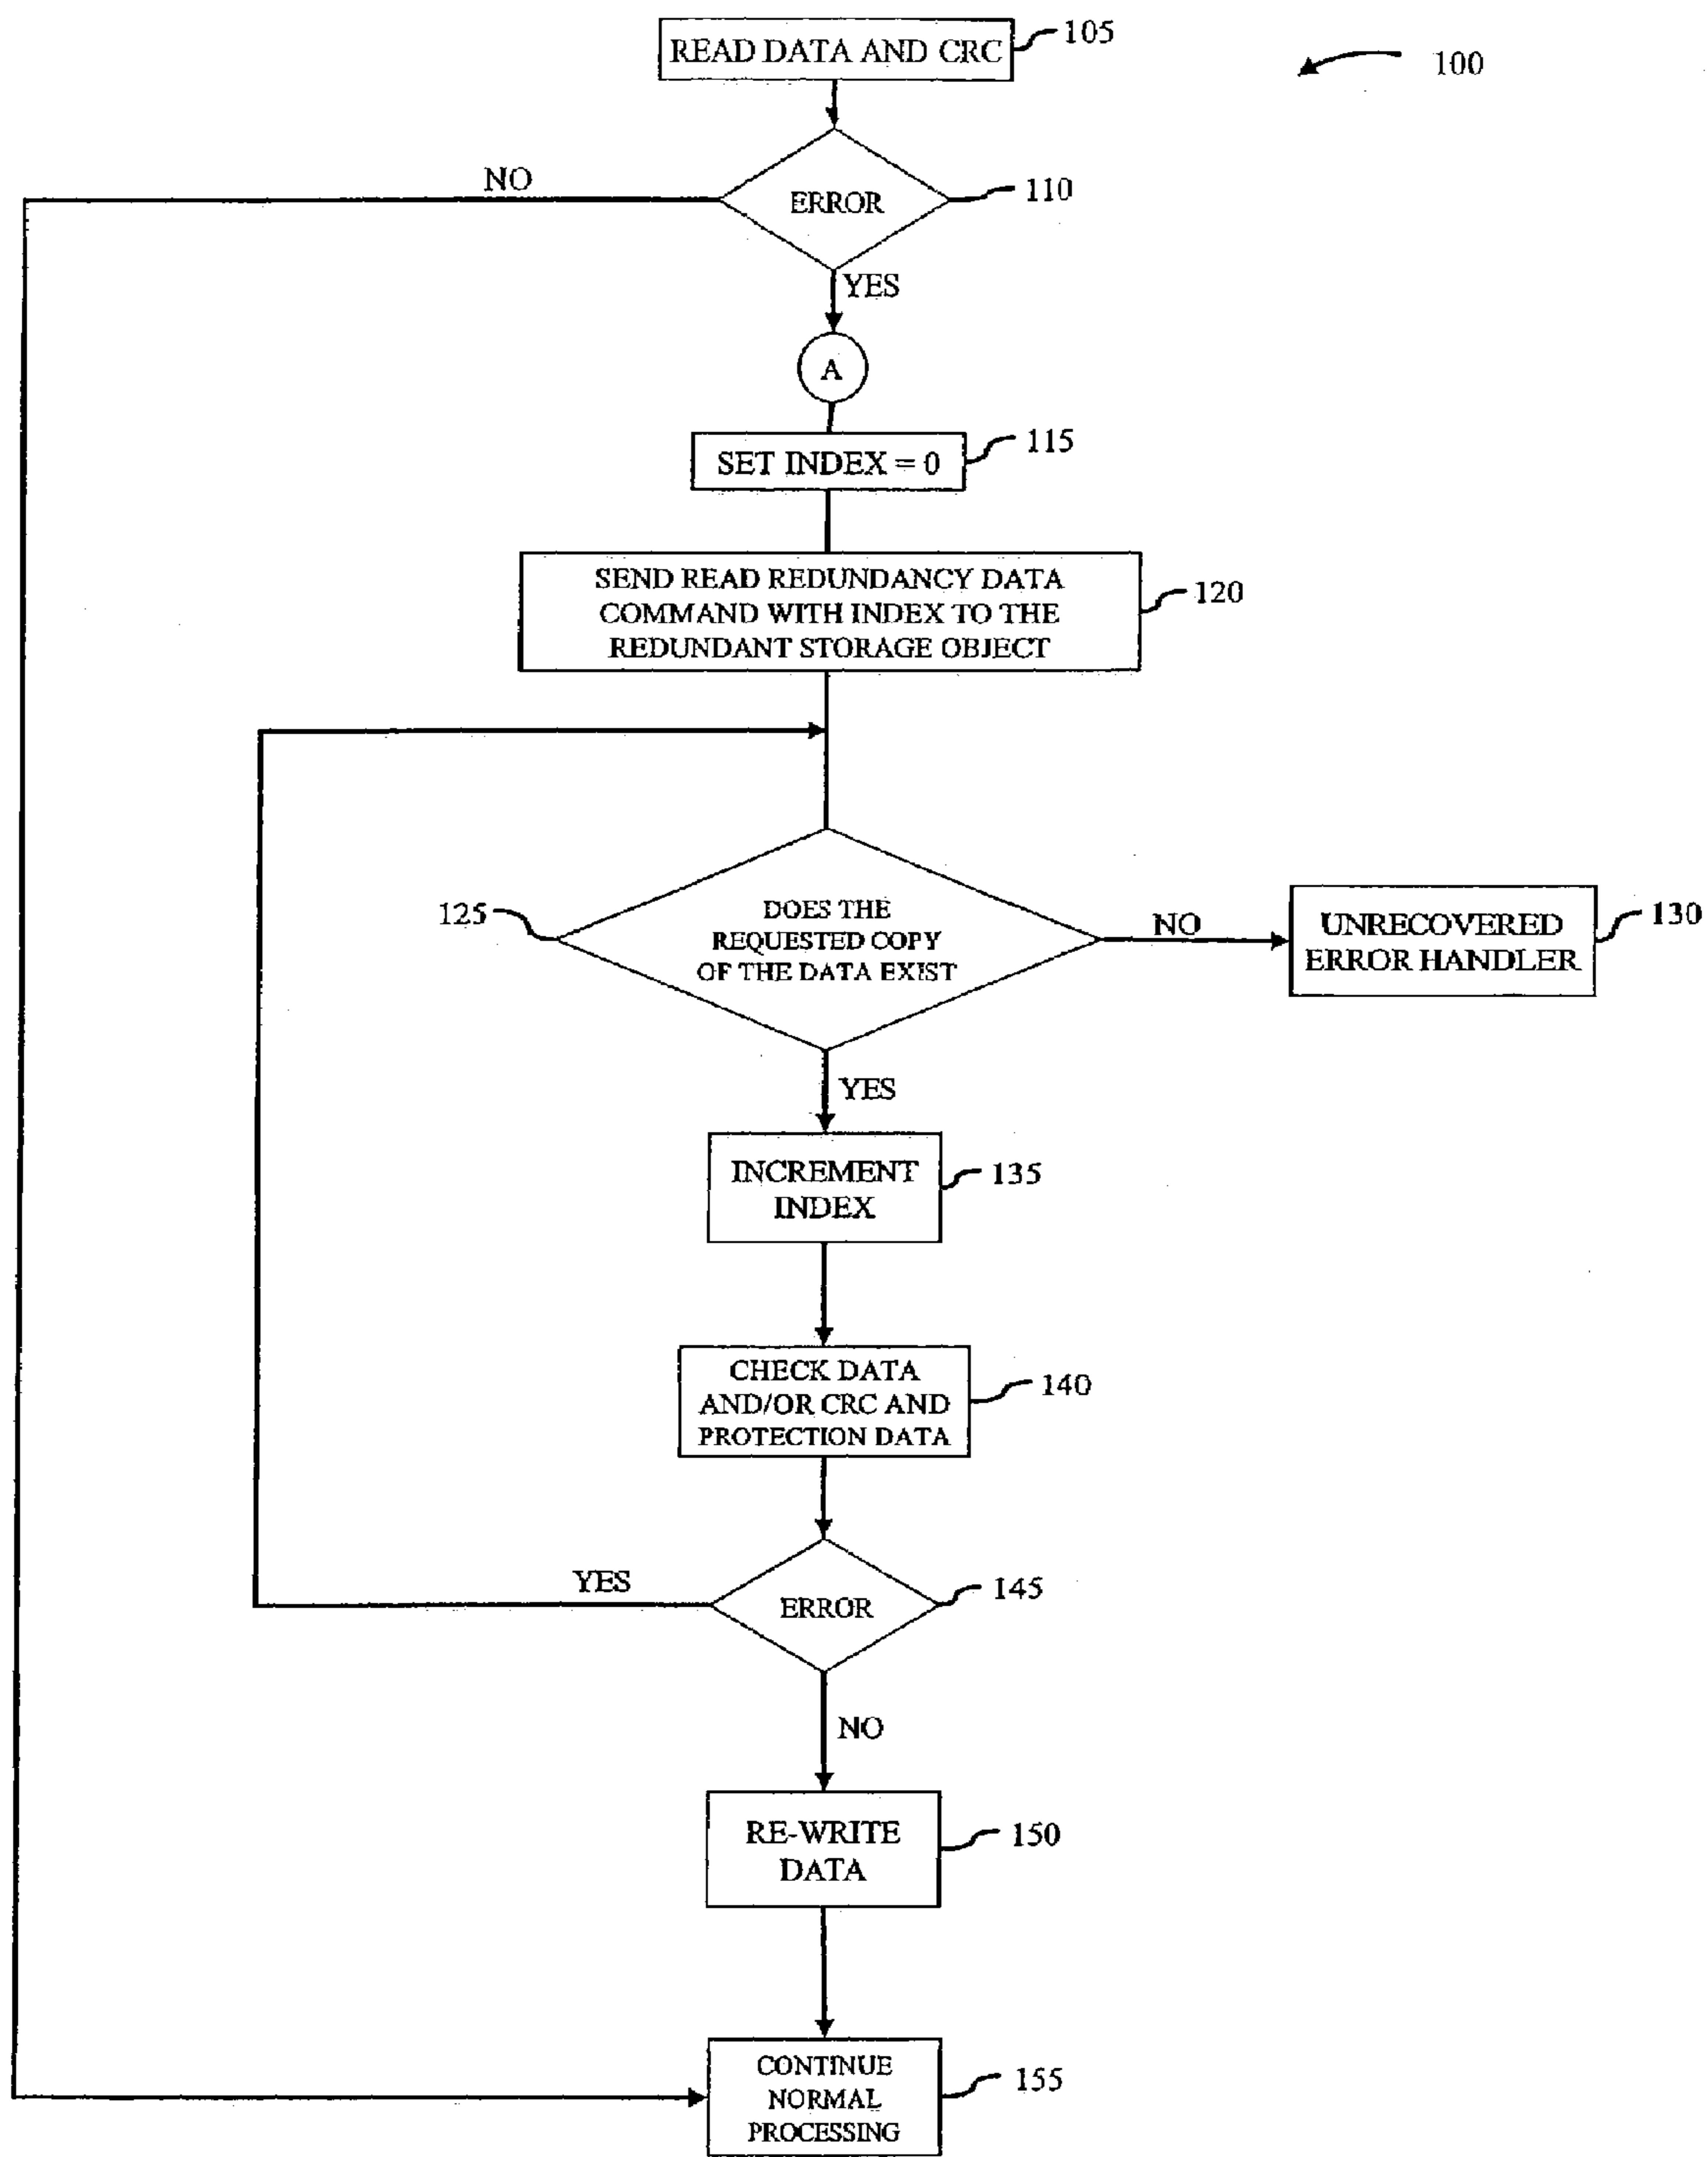 READ DATA AND CRC
105
100
NO
ERROR
110
YES
A
SET INDEX = 0
115
SEND READ REDUNDANCY DATA
COMMAND WITH INDEX TO THE
REDUNDANT STORAGE OBJECT
120
125
DOES THE
REQUESTED COPY
OF THE DATA EXIST
NO
UNRECOVERED
ERROR HANDLER
130
YES
INCREMENT
INDEX
135
CHECK DATA
AND/OR CRC AND
PROTECTION DATA
140
YES
ERROR
145
NO
RE-WRITE
DATA
150
CONTINUE
NORMAL
PROCESSING
155